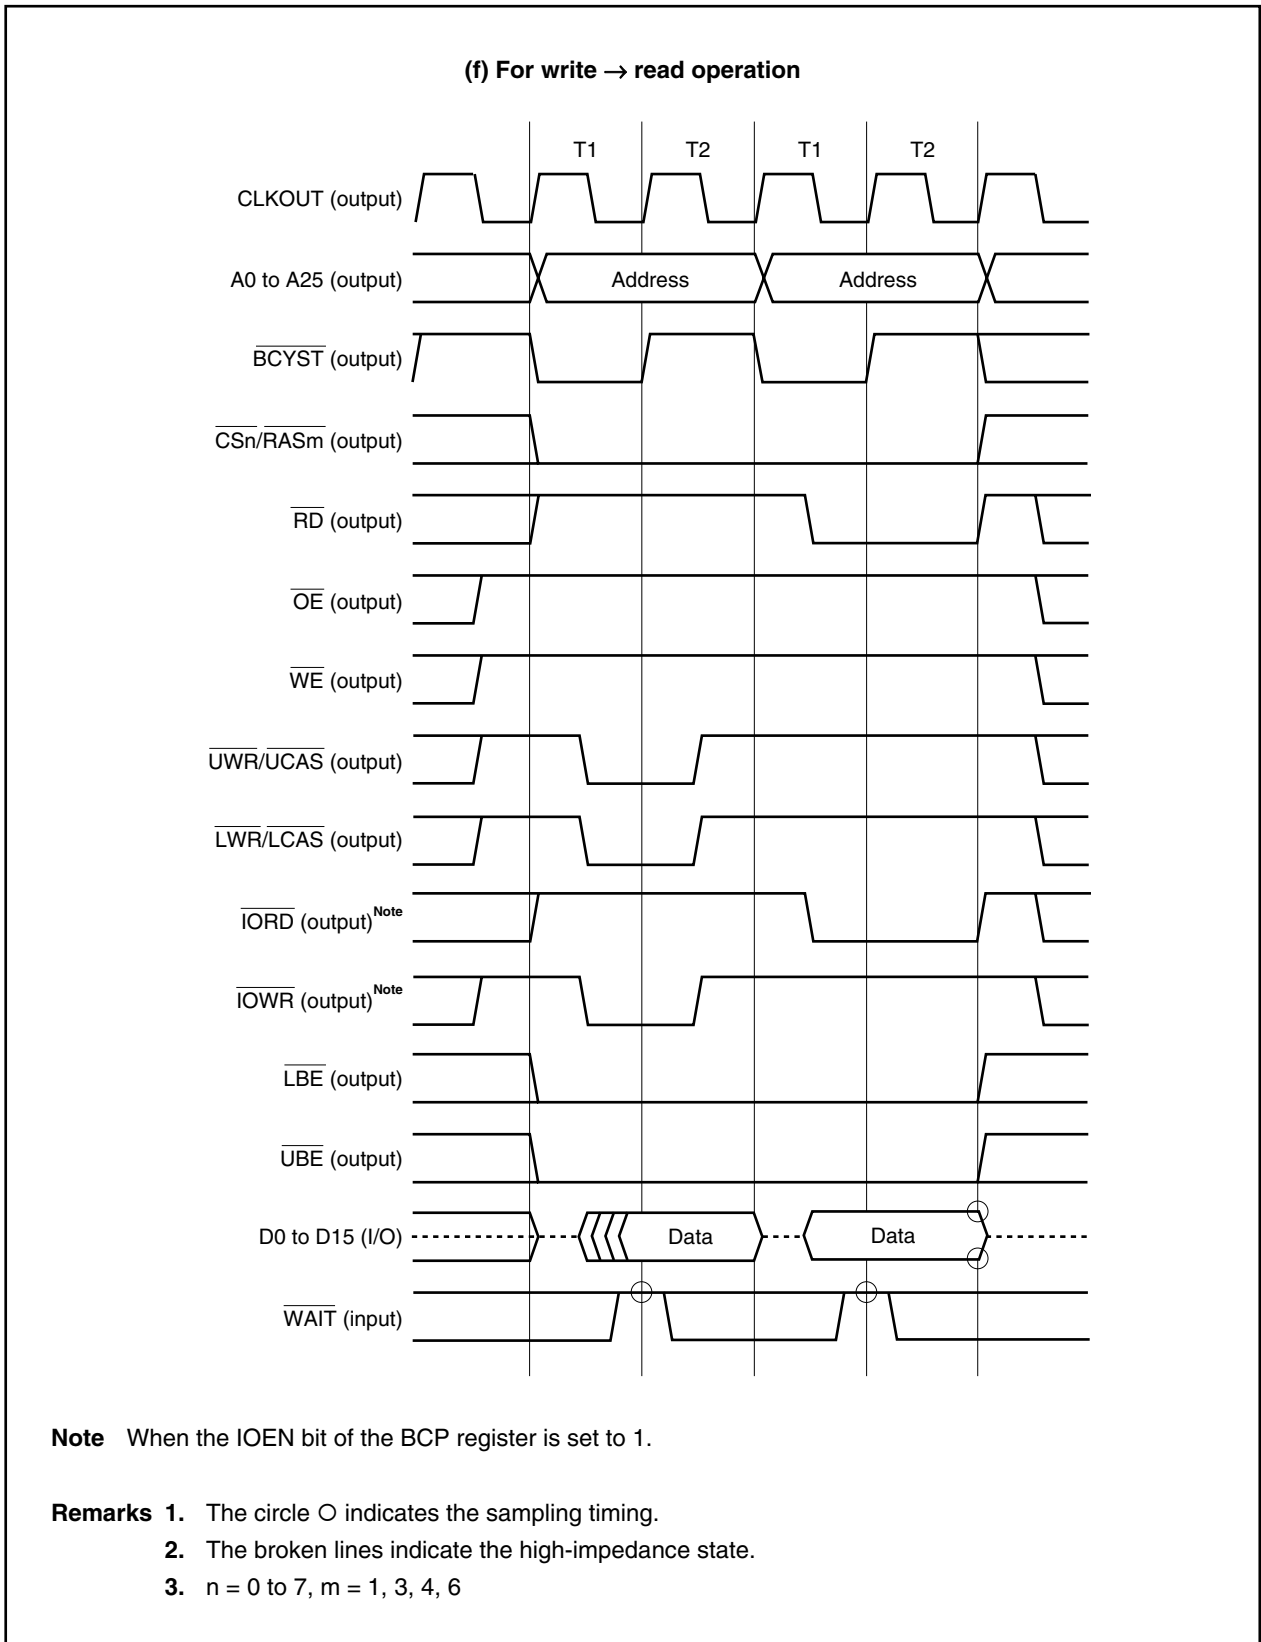 (f) For write → read operation
T1 T2 T1 T2
CLKOUT (output)
A0 to A25 (output) Address Address
BCYST (output)
CSn/RASm (output)
RD (output)
OE (output)
WE (output)
UWR/UCAS (output)
LWR/LCAS (output)
IORD (output)Note
IOWR (output)Note
LBE (output)
UBE (output)
D0 to D15 (I/O) Data Data
WAIT (input)
Note When the IOEN bit of the BCP register is set to 1.
Remarks 1. The circle ○ indicates the sampling timing.
2. The broken lines indicate the high-impedance state.
3. n = 0 to 7, m = 1, 3, 4, 6